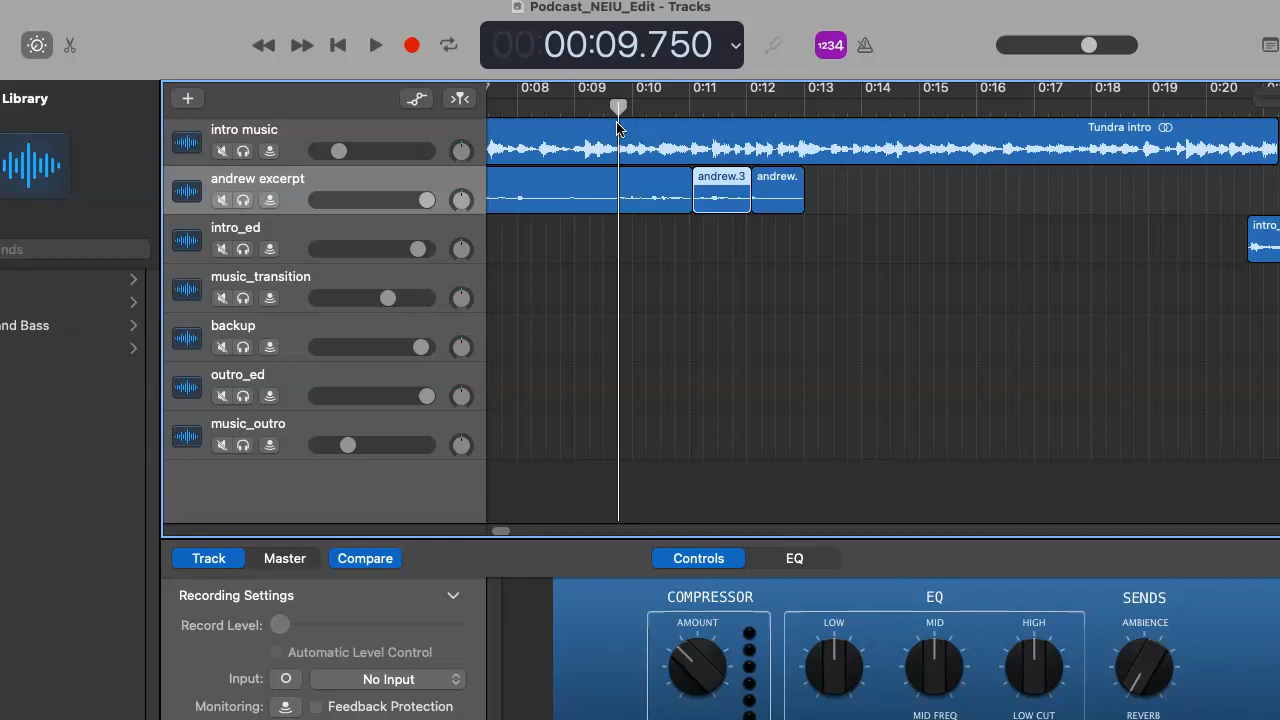 Podcast_NEIU_Edit - Tracks
00:00:09.750
1234
Library
0:08 0:09 0:10 0:11 0:12 0:13 0:14 0:15 0:16 0:17 0:18 0:19 0:20
intro music
Tundra intro
andrew excerpt
andrew.3
andrew.
intro_ed
intro_
nds
music_transition
and Bass
backup
outro_ed
music_outro
Track Master Compare
Controls EQ
Recording Settings
Record Level:
Automatic Level Control
Input: No Input
Monitoring: Feedback Protection
COMPRESSOR EQ SENDS
AMOUNT LOW MID HIGH AMBIENCE
MID FREQ LOW CUT REVERB